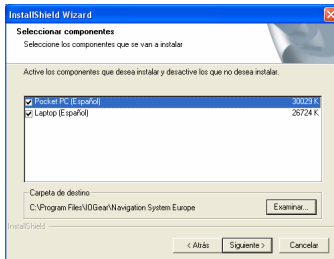 InstallShield Wizard
Seleccionar componentes
Seleccione los componentes que se van a instalar
Active los componentes que desea instalar y desactive los que no desea instalar.
Pocket PC (Español) 30029 K
Laptop (Español) 26724 K
Carpeta de destino
C:\Program Files\IOGear\Navigation System Europe
Examinar...
InstallShield
< Atrás Siguiente > Cancelar